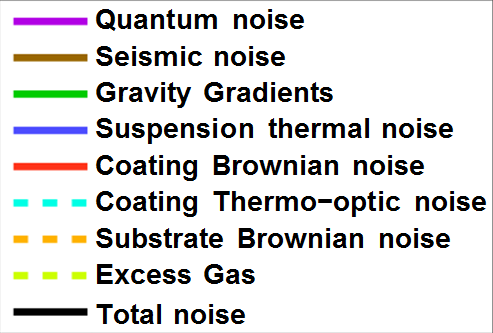 Quantum noise
Seismic noise
Gravity Gradients
Suspension thermal noise
Coating Brownian noise
Coating Thermo−optic noise
Substrate Brownian noise
Excess Gas
Total noise